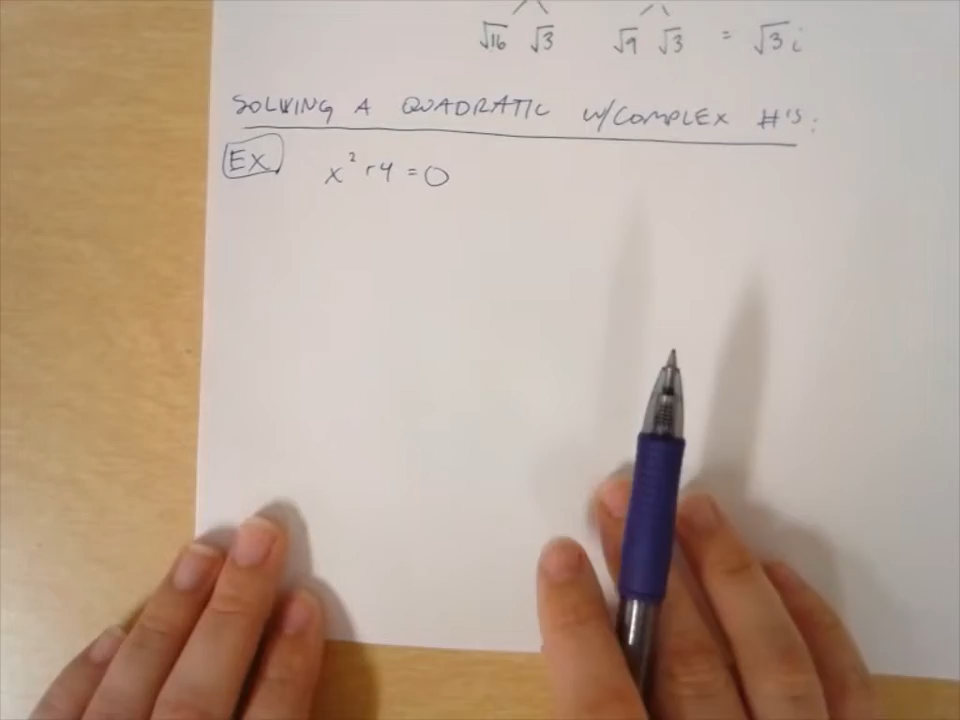 √16 √3 √9 √3 = √3 i
SOLVING A QUADRATIC W/COMPLEX #'S:
EX x² + 4 = 0